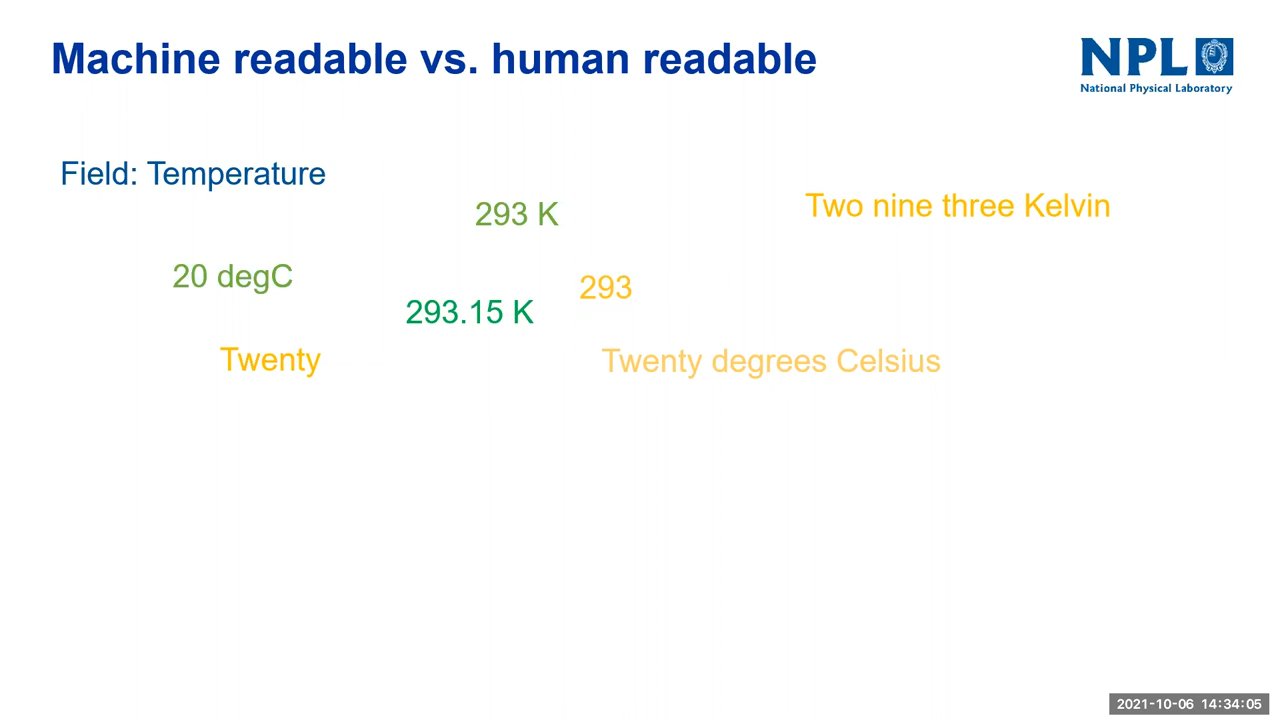 Machine readable vs. human readable
NPL
National Physical Laboratory
Field: Temperature
Two nine three Kelvin
293 K
20 degC
293
293.15 K
Twenty
Twenty degrees Celsius
2021-10-06 14:34:05